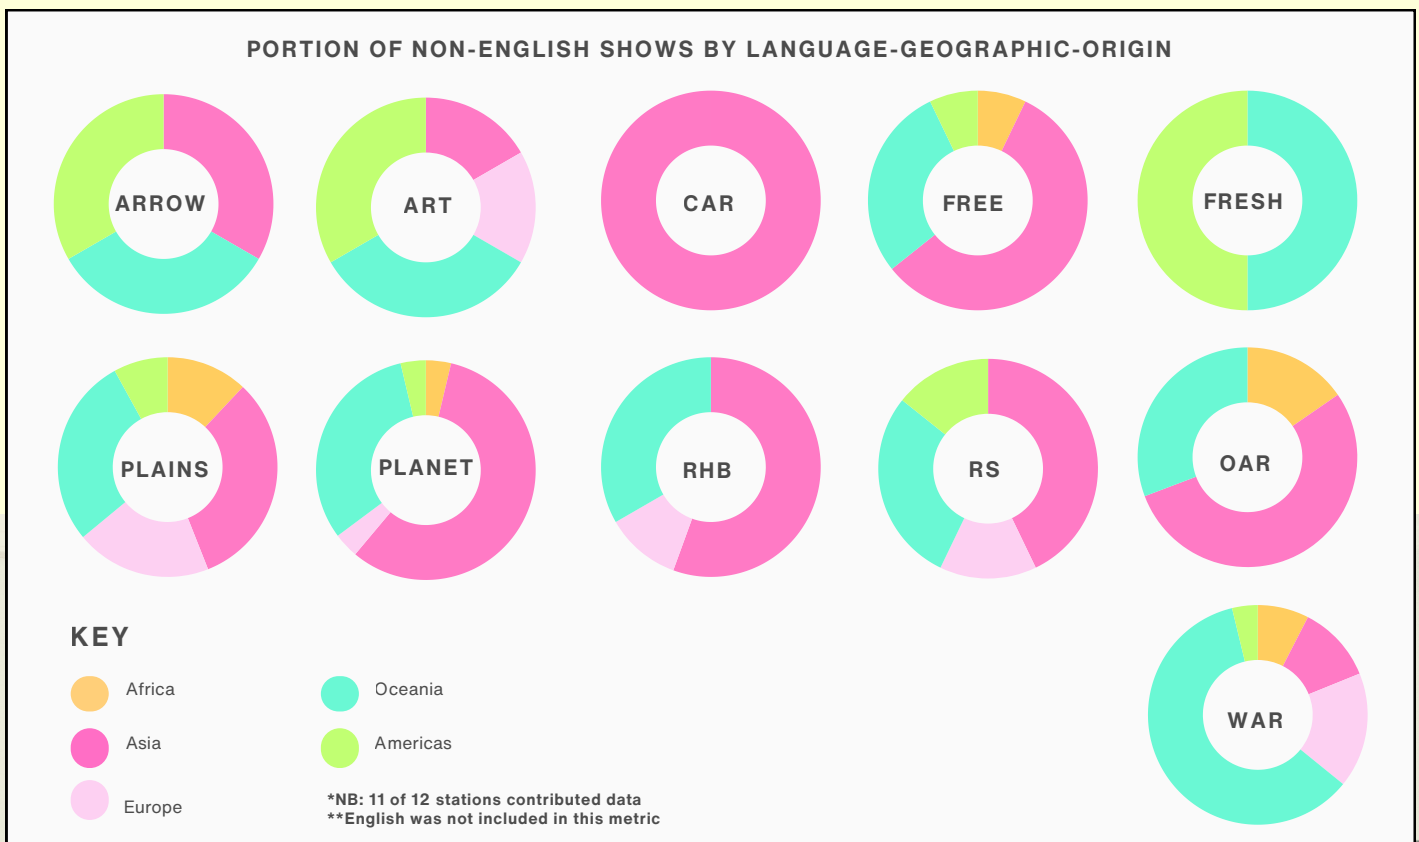 PORTION OF NON-ENGLISH SHOWS BY LANGUAGE-GEOGRAPHIC-ORIGIN
ARROW
ART
CAR
FREE
FRESH
PLAINS
PLANET
RHB
RS
OAR
WAR
KEY
Africa
Oceania
Asia
Americas
Europe
*NB: 11 of 12 stations contributed data
**English was not included in this metric